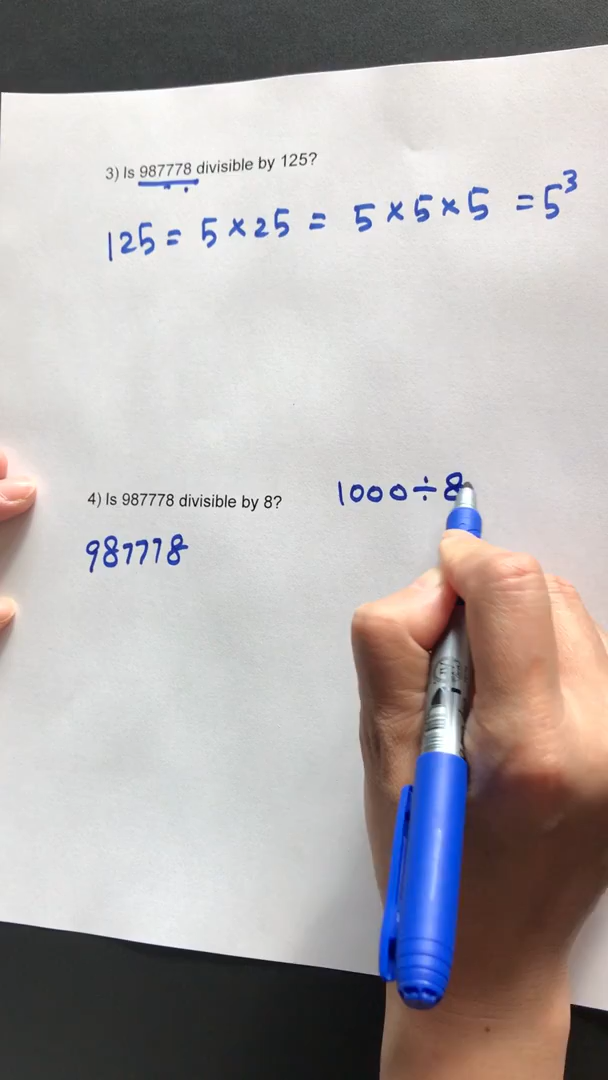 3) Is 987778 divisible by 125?
125 = 5 × 25 = 5 × 5 × 5 = 5³
4) Is 987778 divisible by 8?
1000 ÷ 8
987778